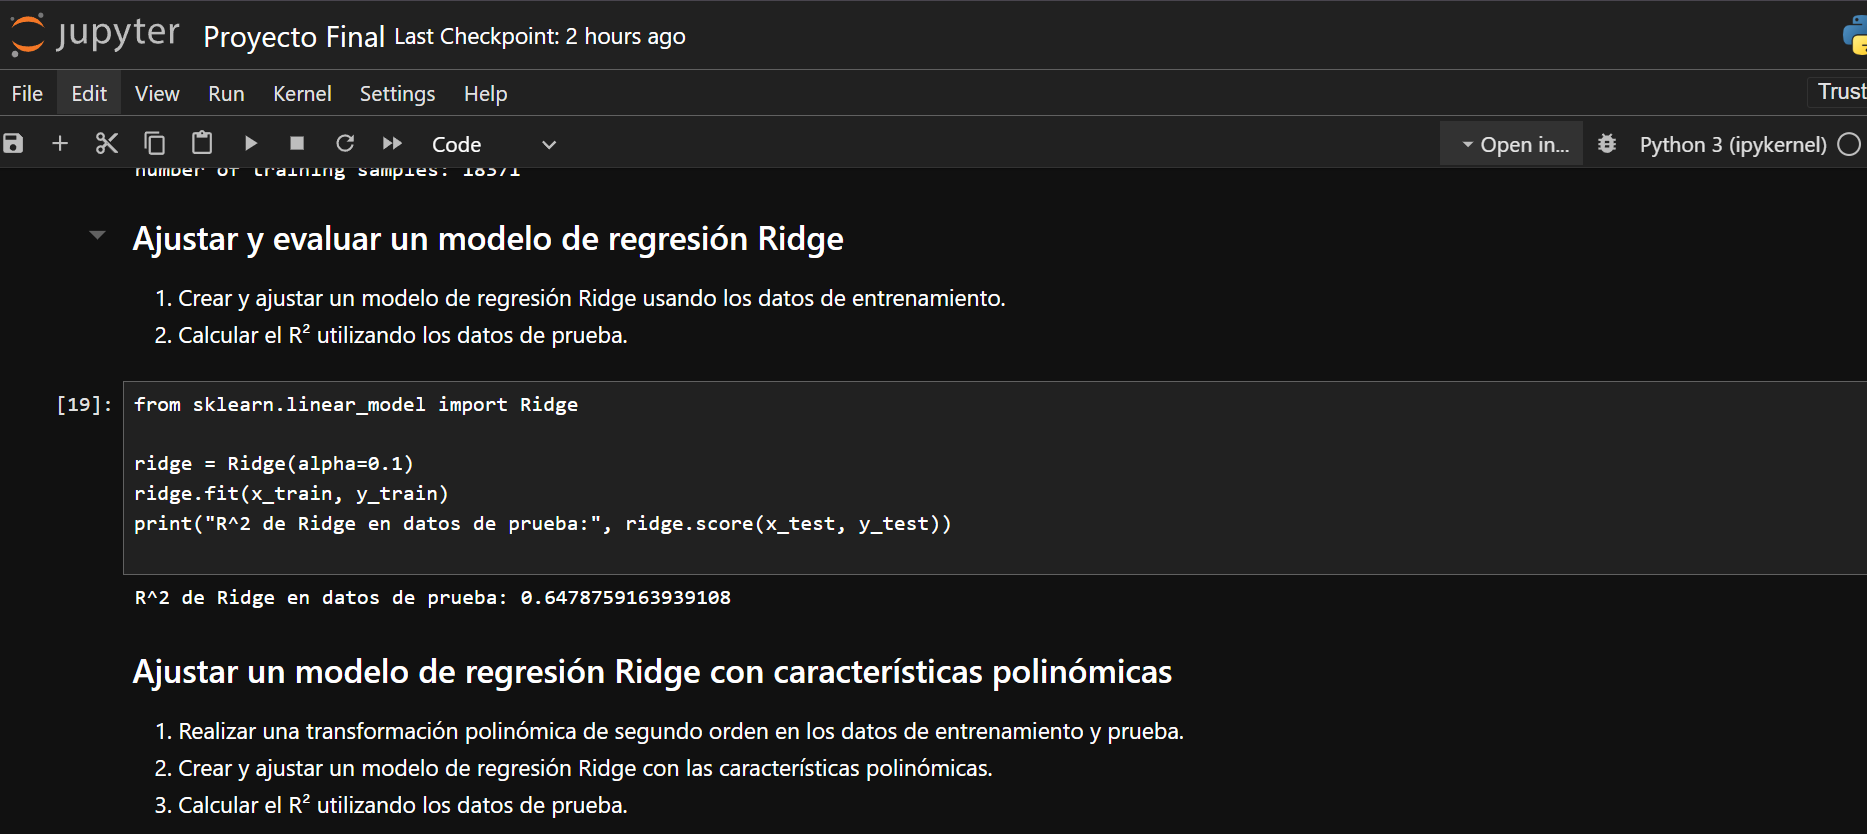 jupyter Proyecto Final Last Checkpoint: 2 hours ago
File Edit View Run Kernel Settings Help Trust
Code Open in... Python 3 (ipykernel)
number of training samples: 18371
Ajustar y evaluar un modelo de regresión Ridge
1. Crear y ajustar un modelo de regresión Ridge usando los datos de entrenamiento.
2. Calcular el R² utilizando los datos de prueba.
[19]: from sklearn.linear_model import Ridge
ridge = Ridge(alpha=0.1)
ridge.fit(x_train, y_train)
print("R^2 de Ridge en datos de prueba:", ridge.score(x_test, y_test))
R^2 de Ridge en datos de prueba: 0.6478759163939108
Ajustar un modelo de regresión Ridge con características polinómicas
1. Realizar una transformación polinómica de segundo orden en los datos de entrenamiento y prueba.
2. Crear y ajustar un modelo de regresión Ridge con las características polinómicas.
3. Calcular el R² utilizando los datos de prueba.